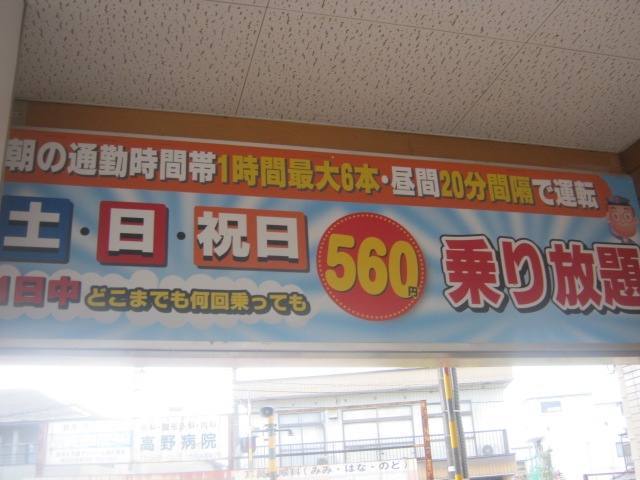 朝の通勤時間帯1時間最大6本・昼間20分間隔で運転
土・日・祝日 560円 乗り放題
1日中 どこまでも何回乗っても
高野病院
(みみ・はな・のど)